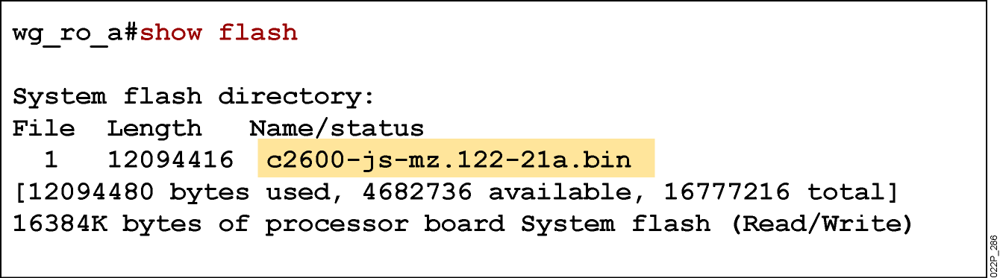 wg_ro_a#show flash
System flash directory:
File Length Name/status
1 12094416 c2600-js-mz.122-21a.bin
[12094480 bytes used, 4682736 available, 16777216 total]
16384K bytes of processor board System flash (Read/Write)
022P_286